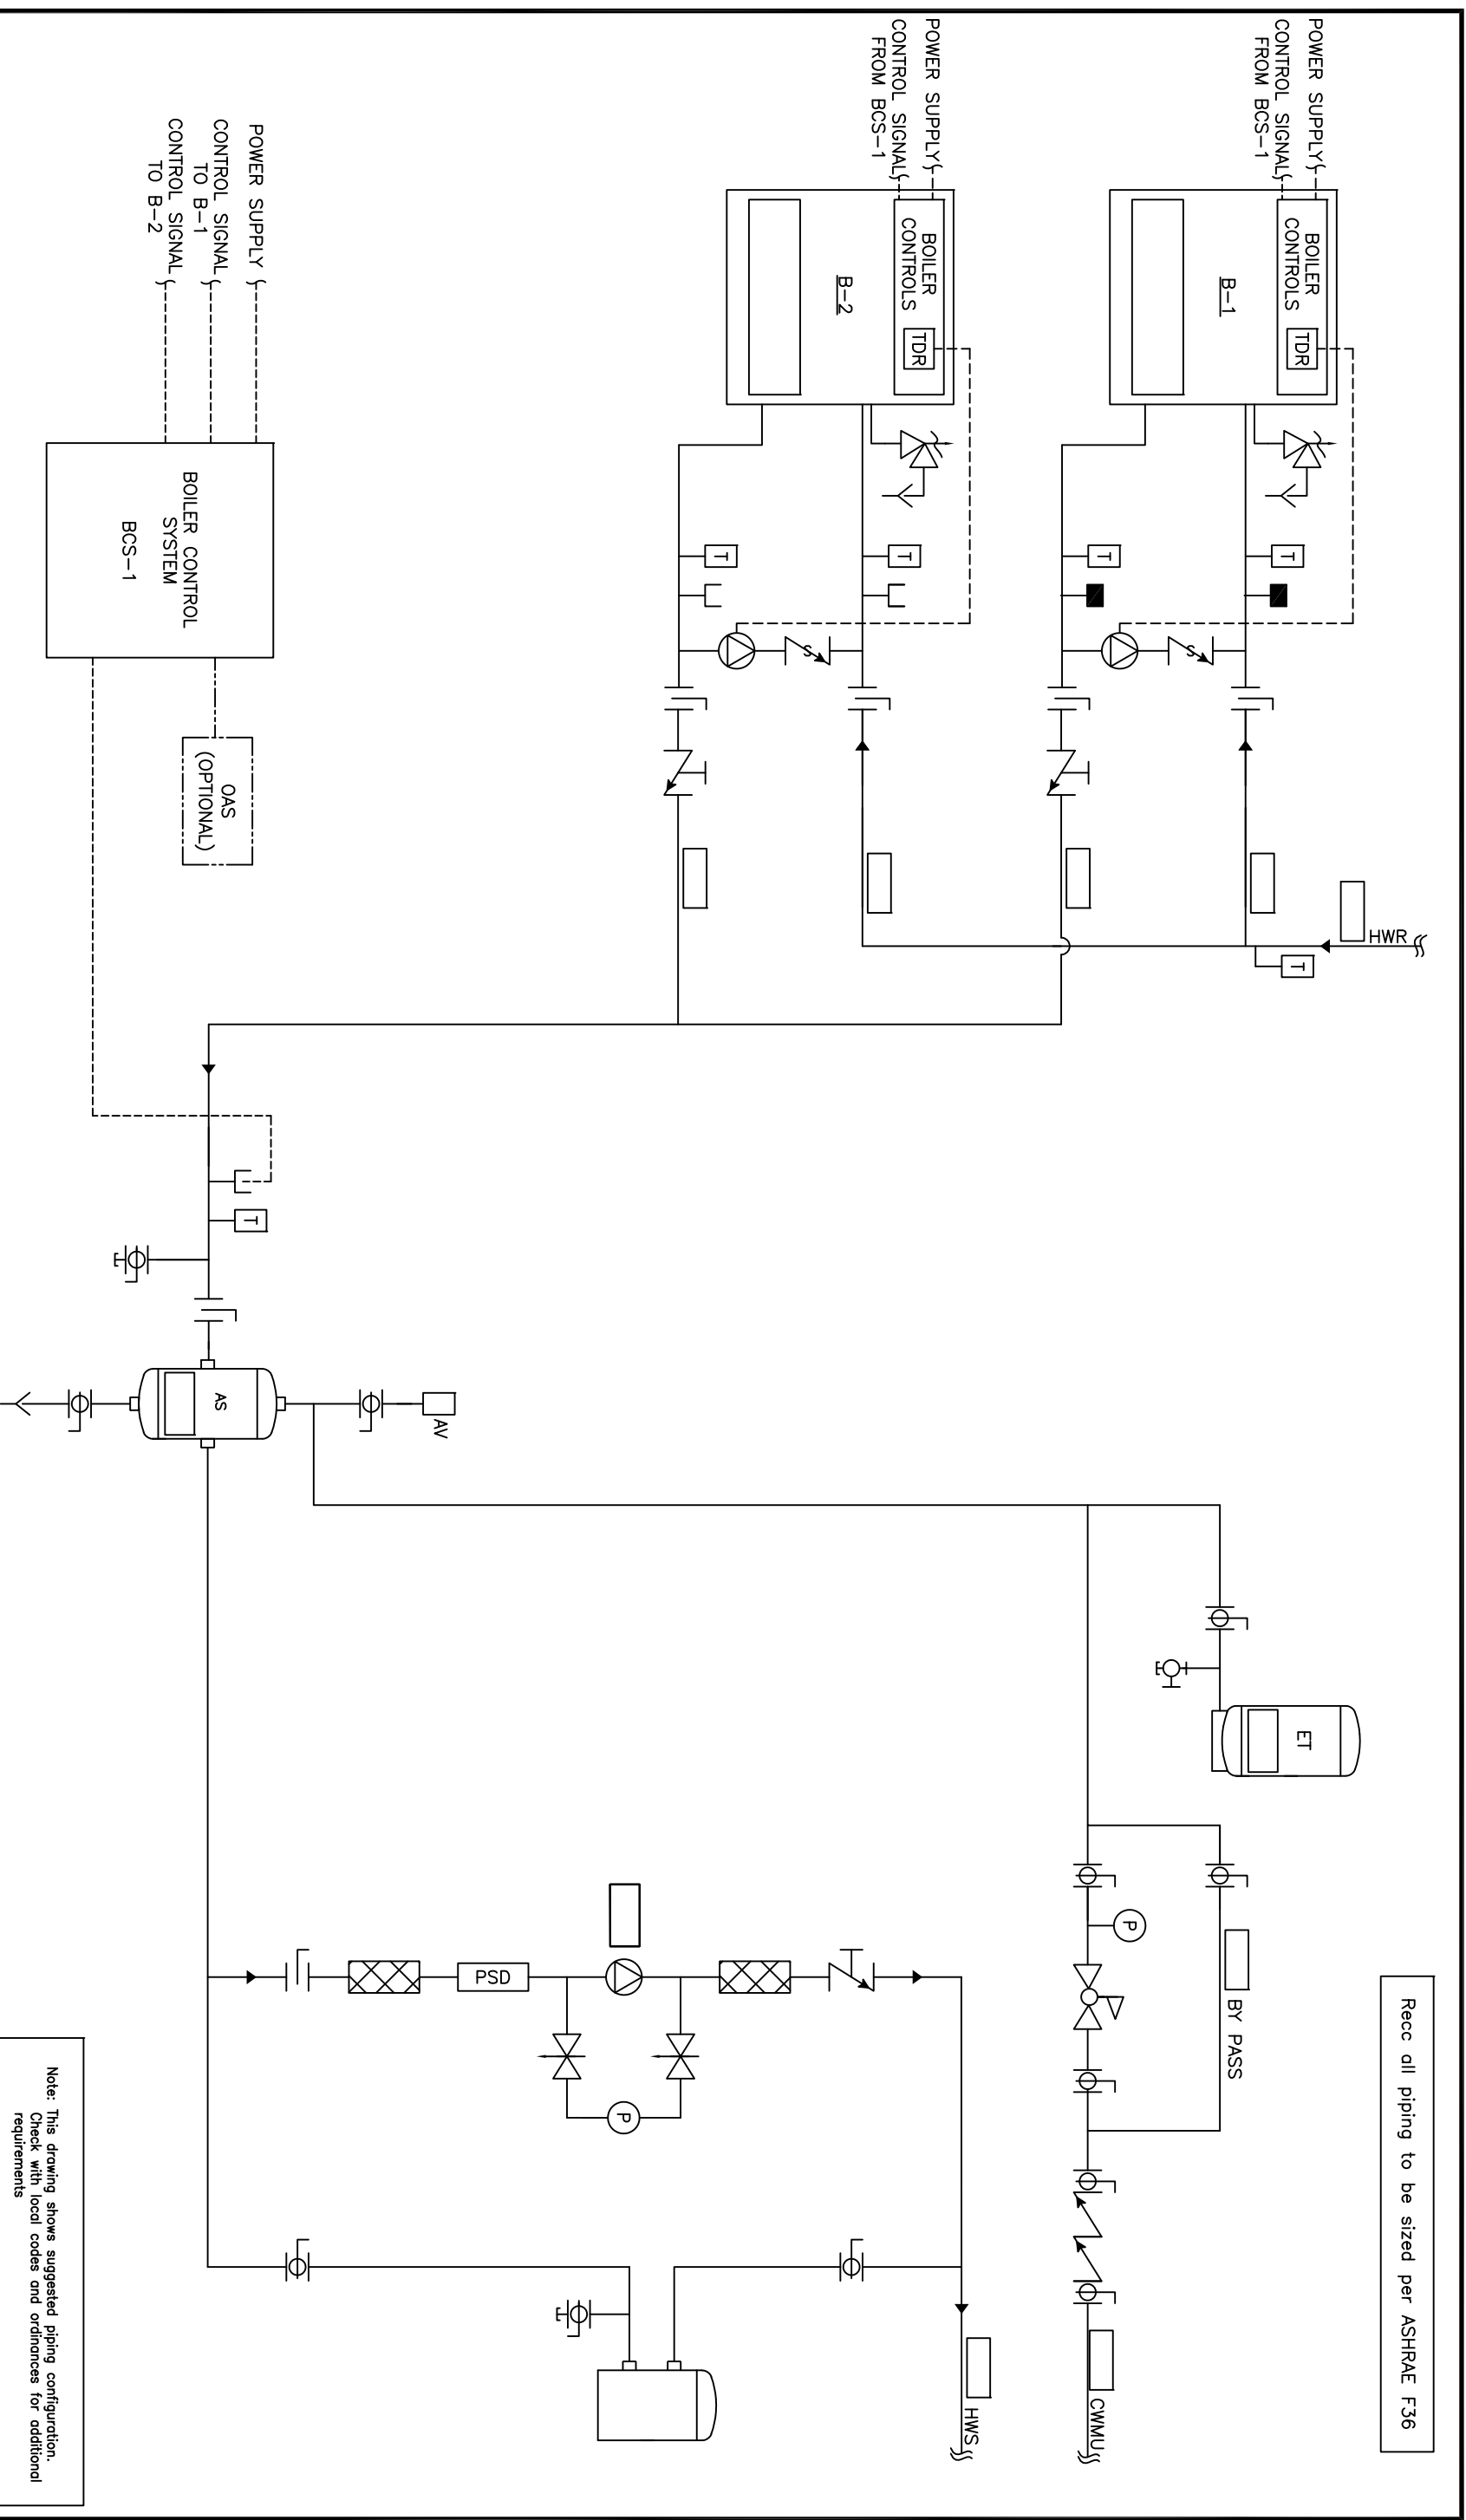 Recc all piping to be sized per ASHRAE F36
POWER SUPPLY
CONTROL SIGNAL
FROM BCS-1
BOILER
CONTROLS
TDR
B-1
T
T
HWR
T
ET
BY PASS
P
CWMU
POWER SUPPLY
CONTROL SIGNAL
FROM BCS-1
BOILER
CONTROLS
TDR
B-2
T
T
S
S
HWS
P
PSD
AV
AS
T
POWER SUPPLY
CONTROL SIGNAL
TO B-1
CONTROL SIGNAL
TO B-2
BOILER CONTROL
SYSTEM
BCS-1
OAS
(OPTIONAL)
Note: This drawing shows suggested piping configuration.
Check with local codes and ordinances for additional
requirements